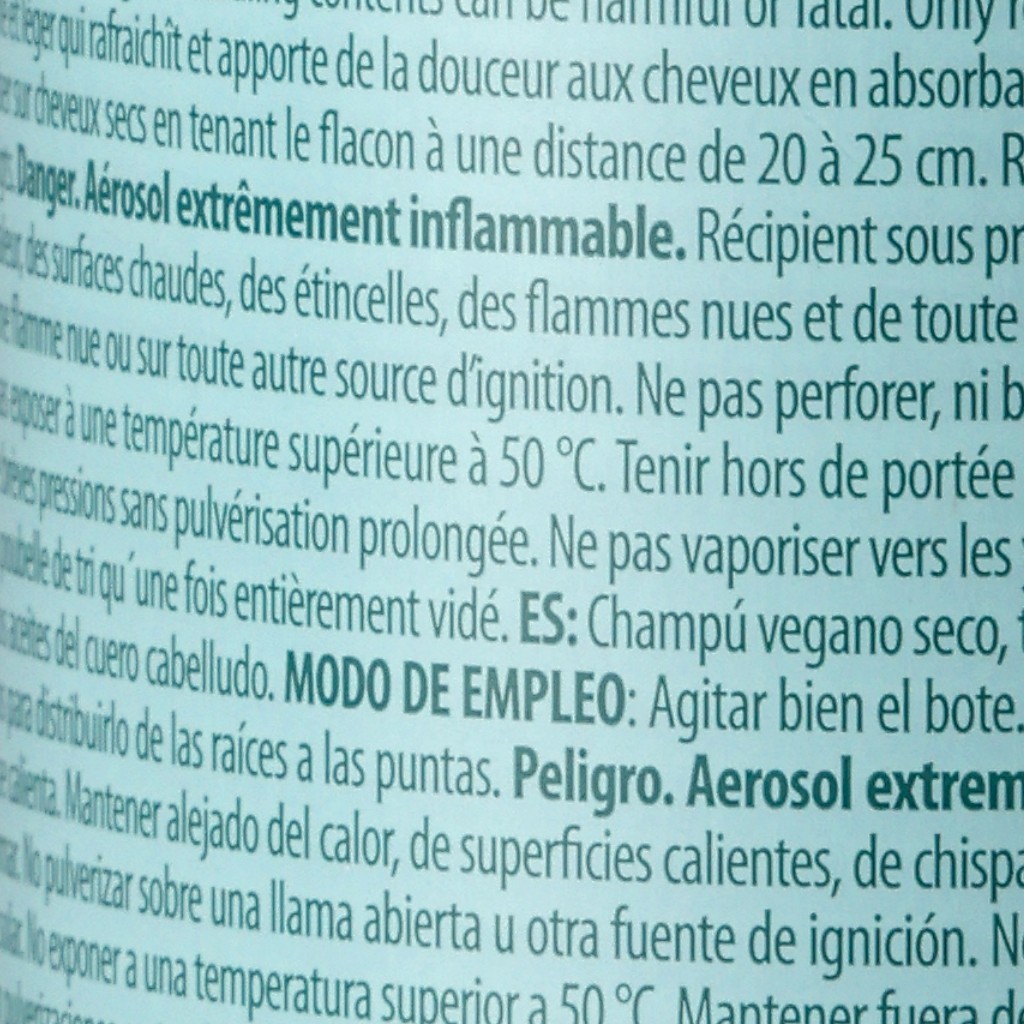 contents can be harmful or fatal. Only
léger qui rafraichît et apporte de la douceur aux cheveux en absorba
sur cheveux secs en tenant le flacon à une distance de 20 à 25 cm. R
Danger. Aérosol extrêmement inflammable. Récipient sous pr
des surfaces chaudes, des étincelles, des flammes nues et de toute
flamme nue ou sur toute autre source d'ignition. Ne pas perforer, ni b
exposer à une température supérieure à 50 °C. Tenir hors de portée
brèves pressions sans pulvérisation prolongée. Ne pas vaporiser vers les
poubelle de tri qu´une fois entièrement vidé. ES: Champú vegano seco,
aceites del cuero cabelludo. MODO DE EMPLEO: Agitar bien el bote.
para distribuirlo de las raíces a las puntas. Peligro. Aerosol extrem
calienta. Mantener alejado del calor, de superficies calientes, de chispa
No pulverizar sobre una llama abierta u otra fuente de ignición. N
No exponer a una temperatura superior a 50 °C. Mantener fuera de